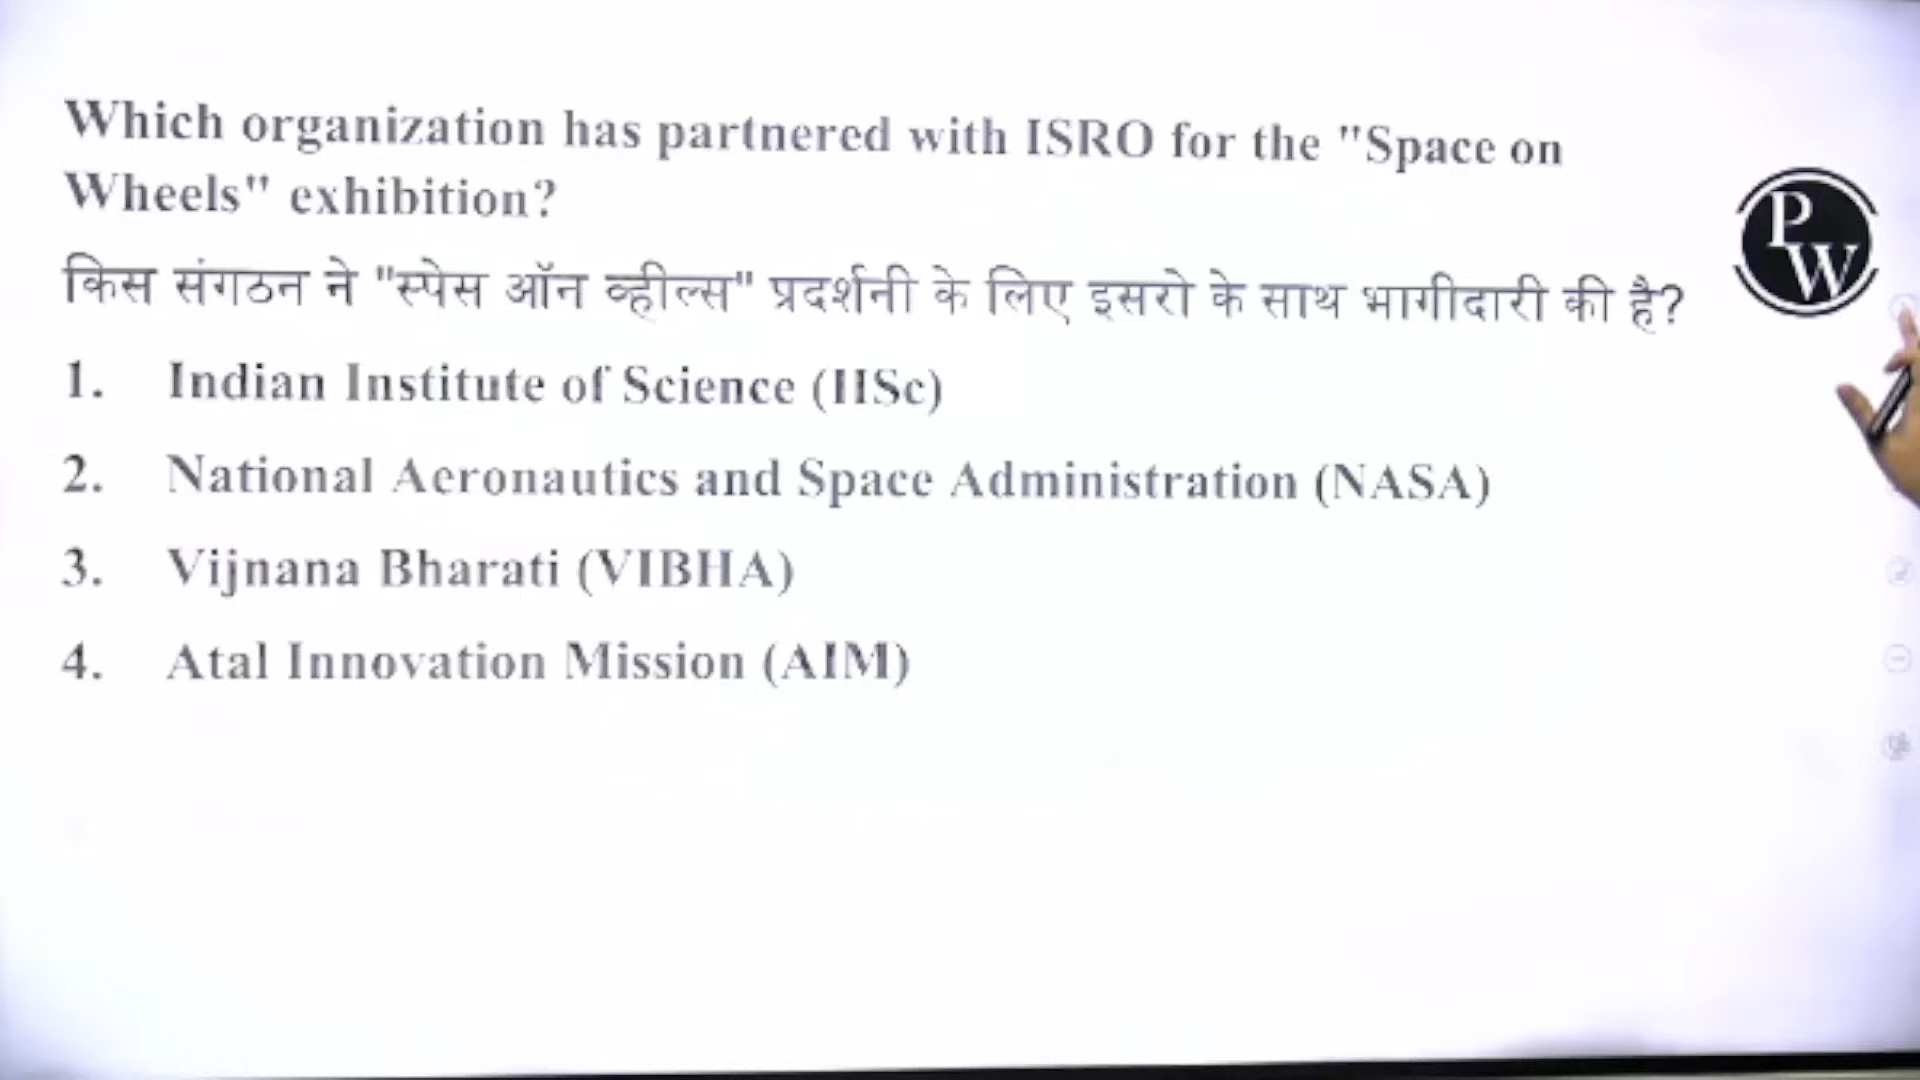 Which organization has partnered with ISRO for the "Space on
Wheels" exhibition?
किस संगठन ने "स्पेस ऑन व्हील्स" प्रदर्शनी के लिए इसरो के साथ भागीदारी की है?
1. Indian Institute of Science (IISc)
2. National Aeronautics and Space Administration (NASA)
3. Vijnana Bharati (VIBHA)
4. Atal Innovation Mission (AIM)
PW